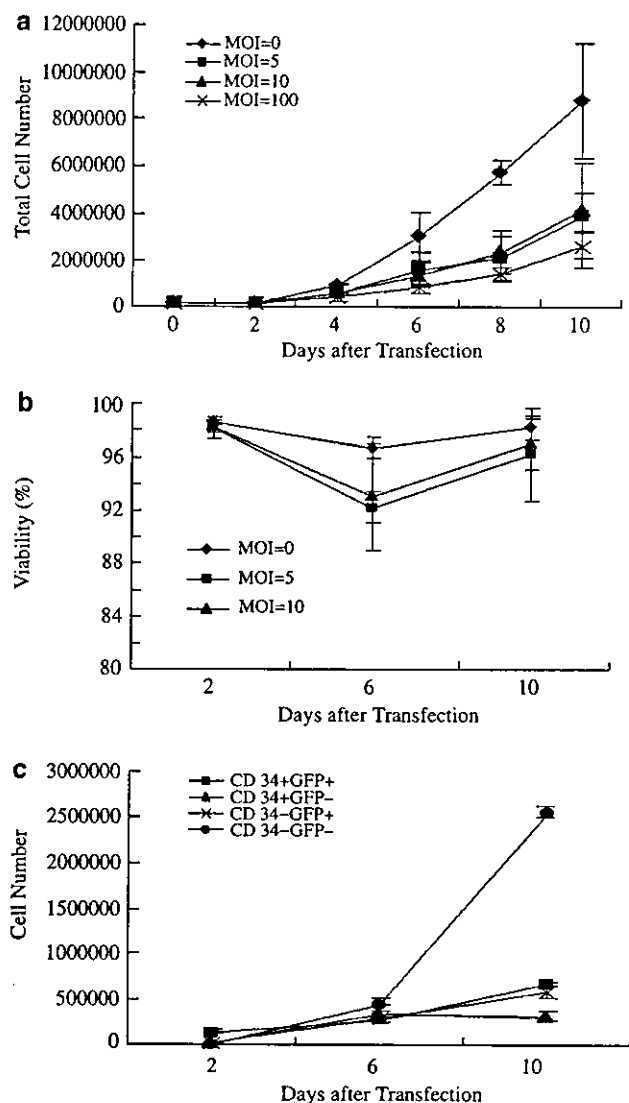 a
12000000
10000000
8000000
6000000
4000000
2000000
0
Total Cell Number
MOI=0
MOI=5
MOI=10
MOI=100
0 2 4 6 8 10
Days after Transfection
b
100
96
92
88
84
80
Viability (%)
MOI=0
MOI=5
MOI=10
2 6 10
Days after Transfection
c
3000000
2500000
2000000
1500000
1000000
500000
0
Cell Number
CD 34+GFP+
CD 34+GFP−
CD 34−GFP+
CD 34−GFP−
2 6 10
Days after Transfection